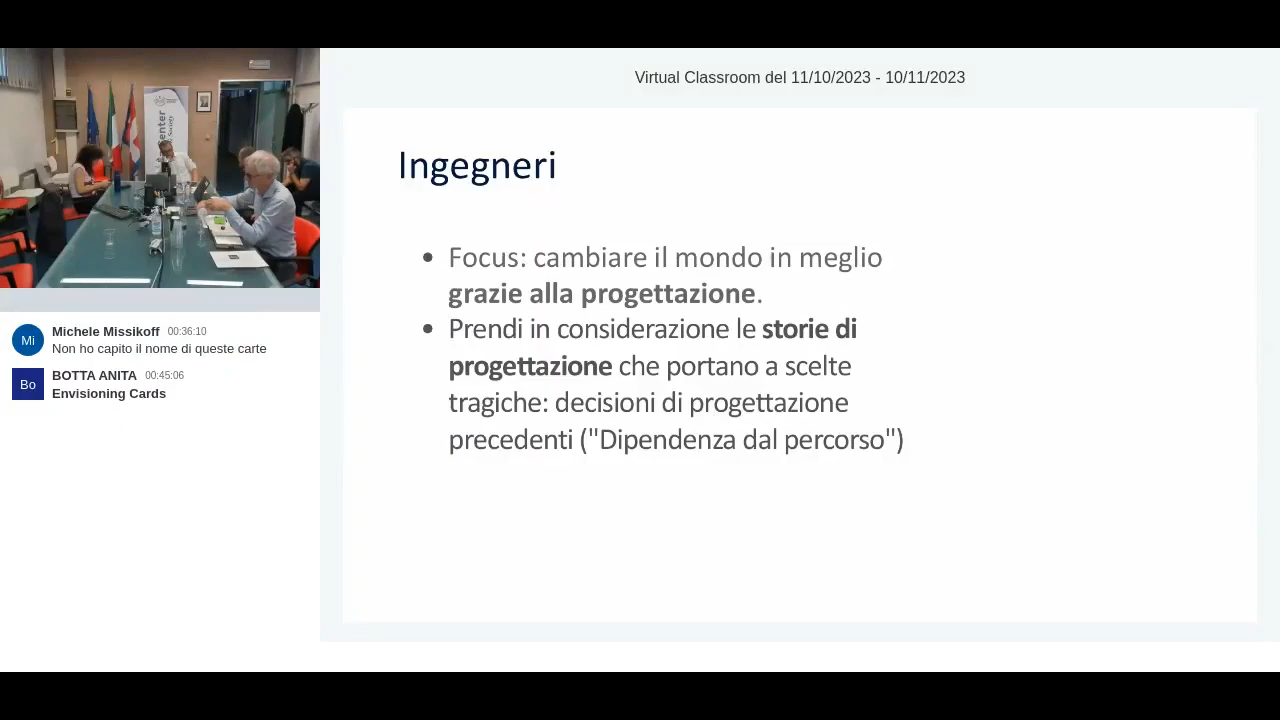 Virtual Classroom del 11/10/2023 - 10/11/2023
Ingegneri
• Focus: cambiare il mondo in meglio
grazie alla progettazione.
• Prendi in considerazione le storie di
progettazione che portano a scelte
tragiche: decisioni di progettazione
precedenti ("Dipendenza dal percorso")
Mi
Michele Missikoff 00:36:10
Non ho capito il nome di queste carte
Bo
BOTTA ANITA 00:45:06
Envisioning Cards